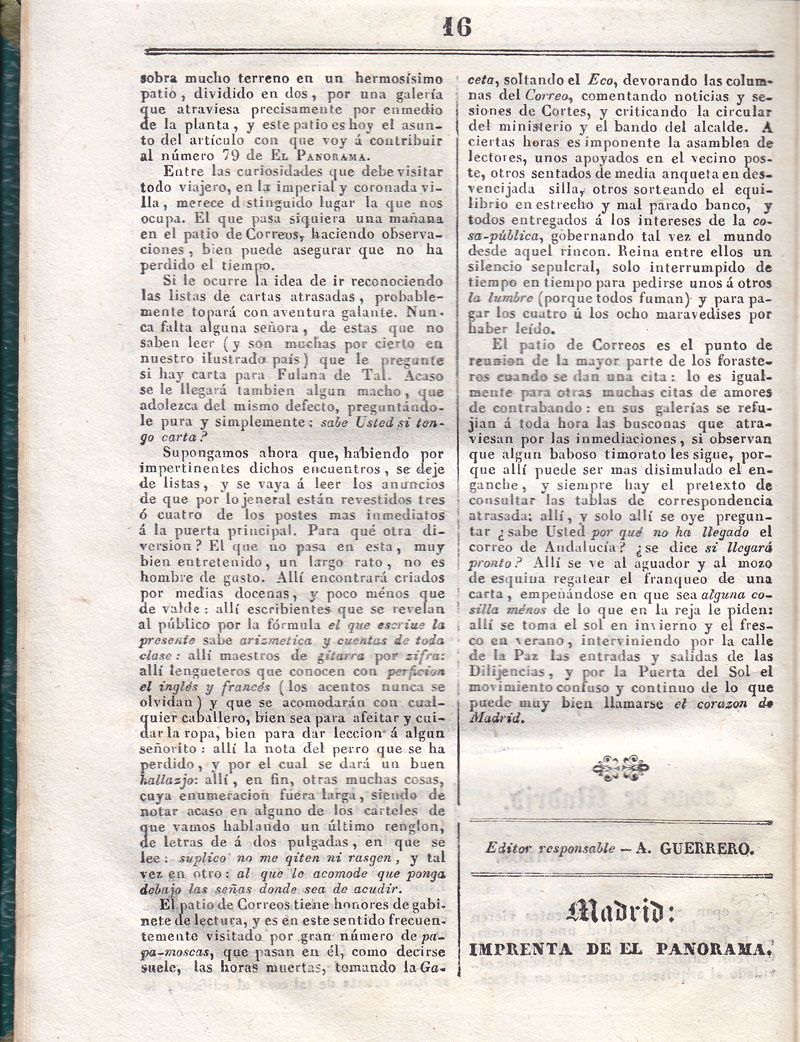 16
sobra mucho terreno en un hermosísimo
patio, dividido en dos, por una galería
que atraviesa precisamente por enmedio
de la planta, y este patio es hoy el asun-
to del artículo con que voy á contribuir
al número 79 de EL PANORAMA.
Entre las curiosidades que debe visitar
todo viajero, en la imperial y coronada vi-
lla, merece d stinguido lugar la que nos
ocupa. El que pasa siquiera una mañana
en el patio de Correos, haciendo observa-
ciones, bien puede asegurar que no ha
perdido el tiempo.
Si le ocurre la idea de ir reconociendo
las listas de cartas atrasadas, probable-
mente topará con aventura galante. Nun-
ca falta alguna señora, de estas que no
saben leer (y son muchas por cierto en
nuestro ilustrado país) que le pregunte
si hay carta para Fulana de Tal. Acaso
se le llegará tambien algun macho, que
adolezca del mismo defecto, preguntándo-
le pura y simplemente: sabe Usted si ten-
go carta?
Supongamos ahora que, habiendo por
impertinentes dichos encuentros, se deje
de listas, y se vaya á leer los anuncios
de que por lo jeneral están revestidos tres
ó cuatro de los postes mas inmediatos
á la puerta principal. Para qué otra di-
version? El que no pasa en esta, muy
bien entretenido, un largo rato, no es
hombre de gusto. Allí encontrará criados
por medias docenas, y poco ménos que
de valde: allí escribientes que se revelan
al público por la fórmula el que escriue la
presente sabe arizmetica y cuentas de toda
clase: allí maestros de gitarra por zifra:
allí lengueteros que conocen con perficion
el inglés y francés (los acentos nunca se
olvidan) y que se acomodarán con cual-
quier caballero, bien sea para afeitar y cui-
dar la ropa, bien para dar leccion á algun
señorito: allí la nota del perro que se ha
perdido, y por el cual se dará un buen
hallazjo: allí, en fin, otras muchas cosas,
cuya enumeracion fuera larga, siendo de
notar acaso en alguno de los carteles de
que vamos hablando un último renglon,
de letras de á dos pulgadas, en que se
lee: suplico no me qiten ni rasgen, y tal
vez en otro: al que le acomode que ponga
debajo las señas donde sea de acudir.
El patio de Correos tiene honores de gabi-
nete de lectura, y es en este sentido frecuen-
temente visitado por gran número de pa-
pa-moscas, que pasan en él, como decirse
suele, las horas muertas, tomando la Ga-
ceta, soltando el Eco, devorando las colum-
nas del Correo, comentando noticias y se-
siones de Cortes, y criticando la circular
del ministerio y el bando del alcalde. A
ciertas horas es imponente la asamblea de
lectores, unos apoyados en el vecino pos-
te, otros sentados de media anqueta en des-
vencijada silla, otros sorteando el equi-
librio en estrecho y mal parado banco, y
todos entregados á los intereses de la co-
sa-pública, gobernando tal vez el mundo
desde aquel rincon. Reina entre ellos un
silencio sepulcral, solo interrumpido de
tiempo en tiempo para pedirse unos á otros
la lumbre (porque todos fuman) y para pa-
gar los cuatro ú los ocho maravedises por
haber leído.
El patio de Correos es el punto de
reunion de la mayor parte de los foraste-
ros cuando se dan una cita: lo es igual-
mente para otras muchas citas de amores
de contrabando: en sus galerías se refu-
jian á toda hora las busconas que atra-
viesan por las inmediaciones, si observan
que algun baboso timorato les sigue, por-
que allí puede ser mas disimulado el en-
ganche, y siempre hay el pretexto de
consultar las tablas de correspondencia
atrasada: allí, y solo allí se oye pregun-
tar ¿sabe Usted por qué no ha llegado el
correo de Andalucía? ¿se dice si llegará
pronto? Allí se ve al aguador y al mozo
de esquina regatear el franqueo de una
carta, empeñándose en que sea alguna co-
silla ménos de lo que en la reja le piden:
allí se toma el sol en invierno y el fres-
co en verano, interviniendo por la calle
de la Paz las entradas y salidas de las
Dilijencias, y por la Puerta del Sol el
movimiento confuso y continuo de lo que
puede muy bien llamarse el corazon de
Madrid.
Editor responsable — A. GUERRERO.
Madrid:
IMPRENTA DE EL PANORAMA.